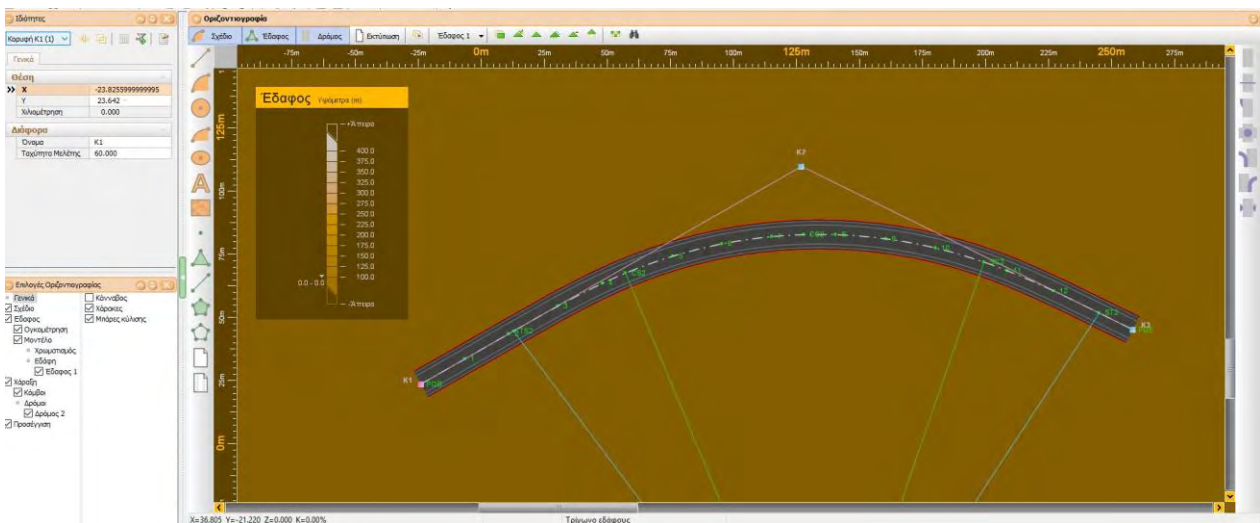 Ιδιότητες
Κορυφή Κ1 (1)
Γενικά
Θέση
X -23.8255999999995
Y 23.642
Χιλιομέτρηση 0.000
Διάφορα
Όνομα K1
Ταχύτητα Μελέτης 60.000
Επιλογές Οριζοντιογραφίας
Γενικά
Σχέδιο
Έδαφος
Ογκομέτρηση
Μοντέλο
Χρωματισμός
Εδάφη
Έδαφος 1
Χάραξη
Κόμβοι
Δρόμοι
Δρόμος 2
Προσέγγιση
Κάνναβος
Χάρακες
Μπάρες κύλισης
Οριζοντιογραφία
Σχέδιο Έδαφος Δρόμος Εκτύπωση Έδαφος 1
-75m -50m -25m 0m 25m 50m 75m 100m 125m 150m 175m 200m 225m 250m 275m
125m
100m
75m
50m
25m
0m
Έδαφος Υψόμετρα (m)
+Άπειρο
400.0
375.0
350.0
325.0
300.0
275.0
250.0
225.0
200.0
175.0
150.0
125.0
100.0
0.0 - 0.0
-Άπειρο
K2
K1
K3
X=36.805 Y=-21.220 Z=0.000 K=0.00% Τρίγωνο εδάφους